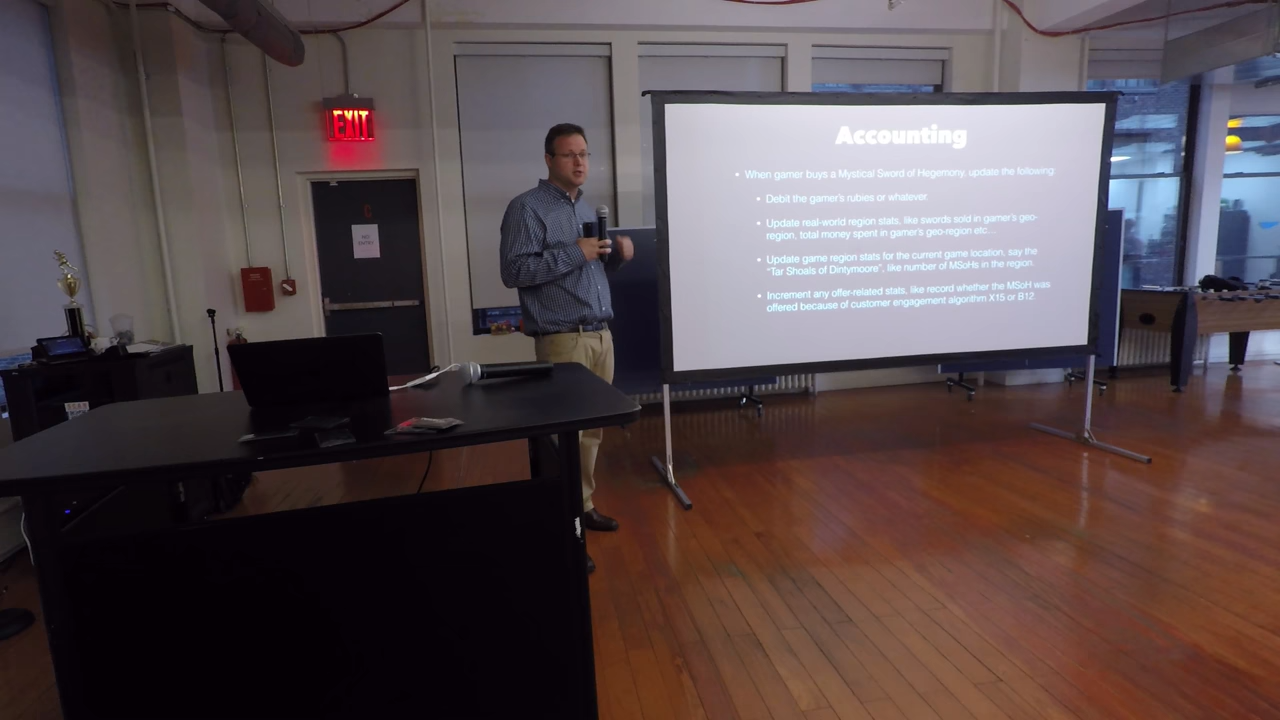 EXIT
NO
ENTRY
Accounting
• When gamer buys a Mystical Sword of Hegemony, update the following:
• Debit the gamer's rubies or whatever.
• Update real-world region stats, like swords sold in gamer's geo-
region, total money spent in gamer's geo-region etc...
• Update game region stats for the current game location, say the
"Tar Shoals of Dintymoore", like number of MSoHs in the region.
• Increment any offer-related stats, like record whether the MSoH was
offered because of customer engagement algorithm X15 or B12.